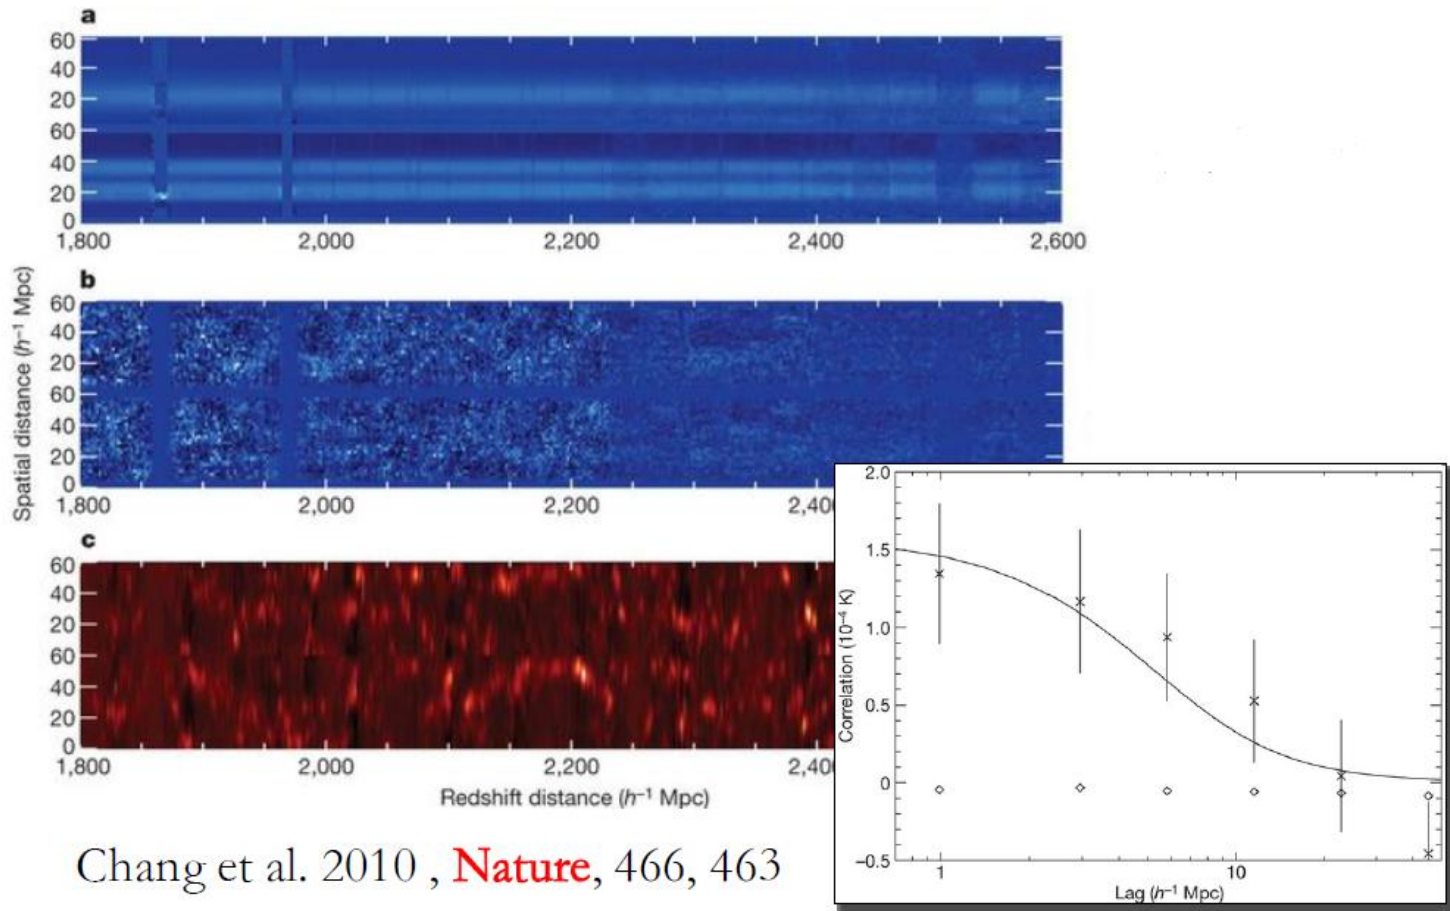 a
60
40
20
60
40
20
0
1,800 2,000 2,200 2,400 2,600
b
60
40
20
60
40
20
0
1,800 2,000 2,200 2,40
c
60
40
20
60
40
20
0
1,800 2,000 2,200 2,40
Spatial distance (h⁻¹ Mpc)
Redshift distance (h⁻¹ Mpc)
2.0
1.5
1.0
0.5
0
−0.5
Correlation (10⁻⁴ K)
1 10
Lag (h⁻¹ Mpc)
Chang et al. 2010 , Nature, 466, 463